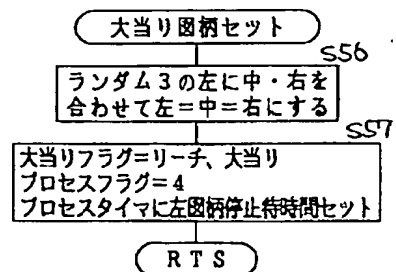 大当り図柄セット
S56
ランダム3の左に中・右を
合わせて左=中=右にする
S57
大当りフラグ=リーチ、大当り
プロセスフラグ=4
プロセスタイマに左図柄停止待時間セット
RTS